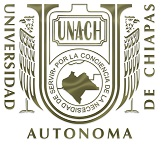 UNACH
POR LA CONCIENCIA DE LA NECESIDAD DE SERVIR
UNIVERSIDAD
AUTONOMA
DE CHIAPAS